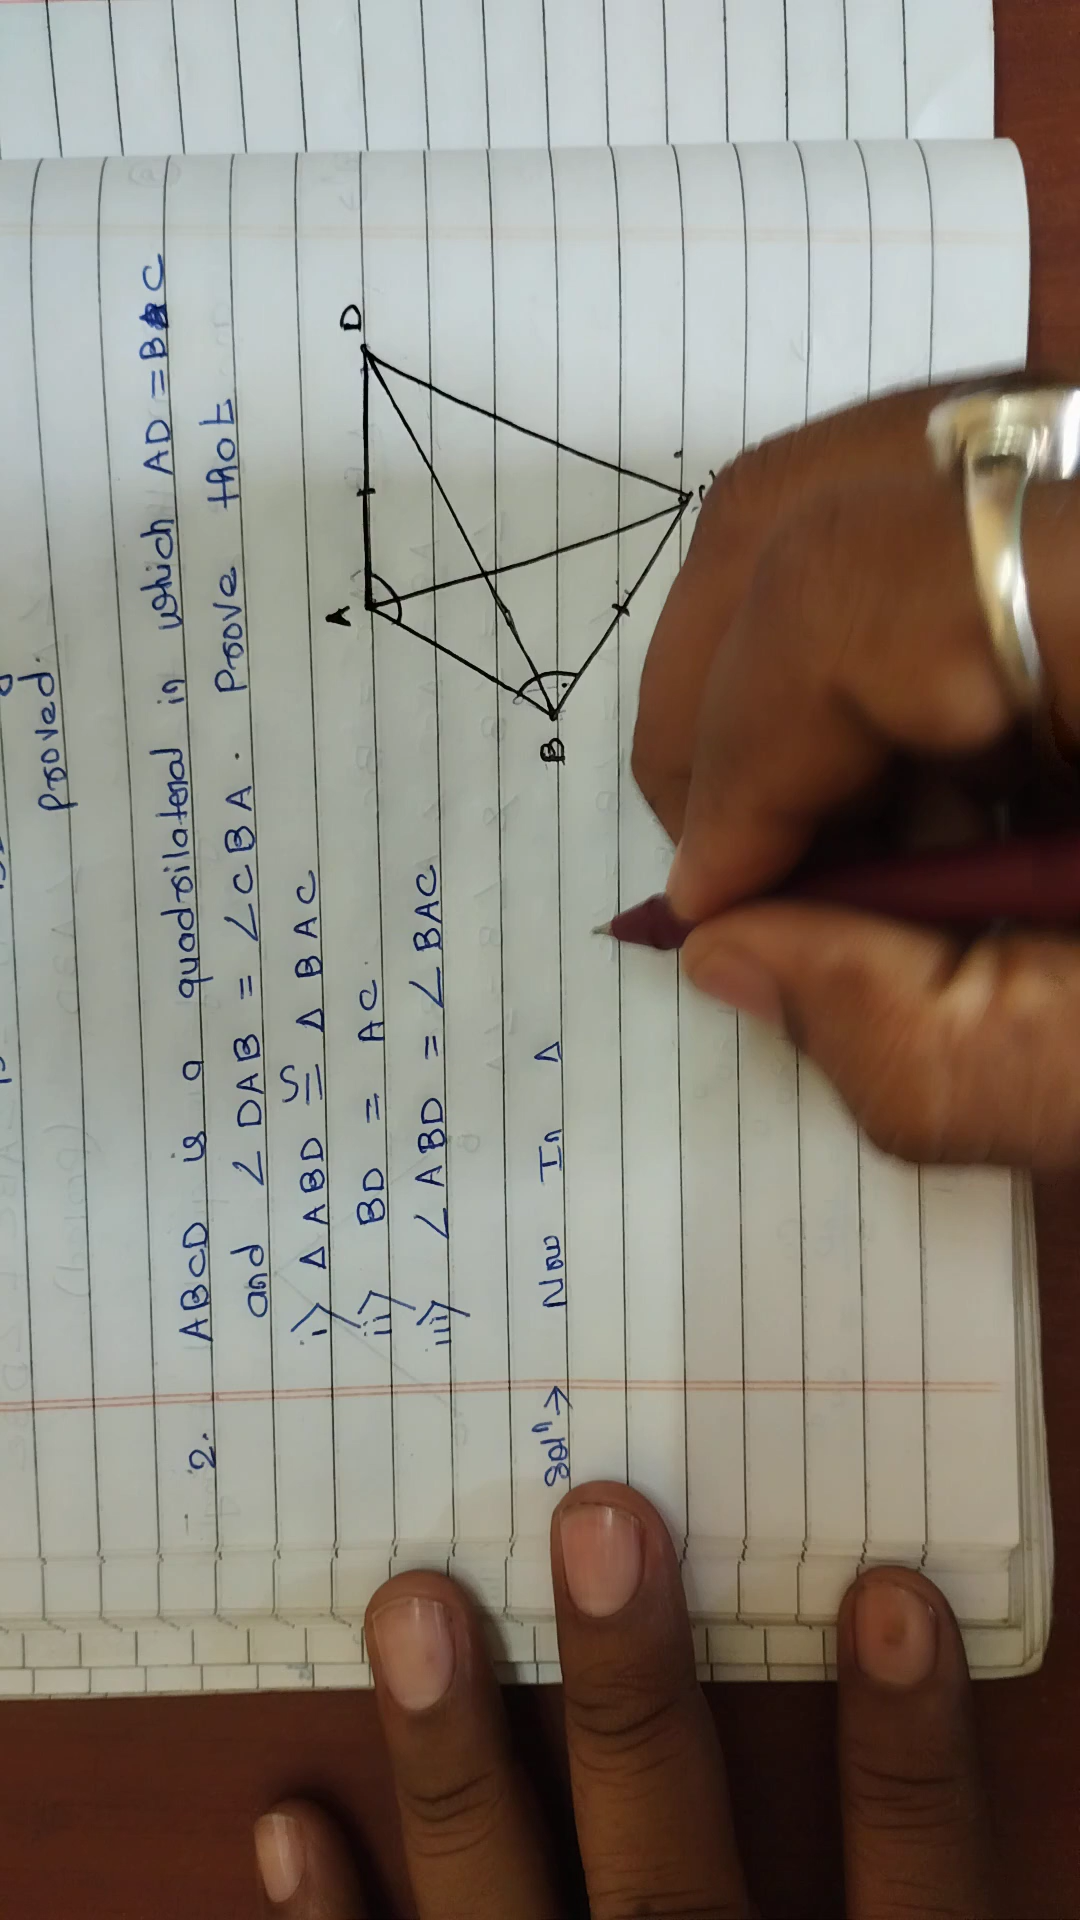 proved.
2. ABCD is a quadrilateral in which AD = BC
and ∠DAB = ∠CBA. Prove that
i> ΔABD ≅ ΔBAC
ii> BD = AC.
iii> ∠ABD = ∠BAC
D
A
B
Solⁿ→ Now In Δ